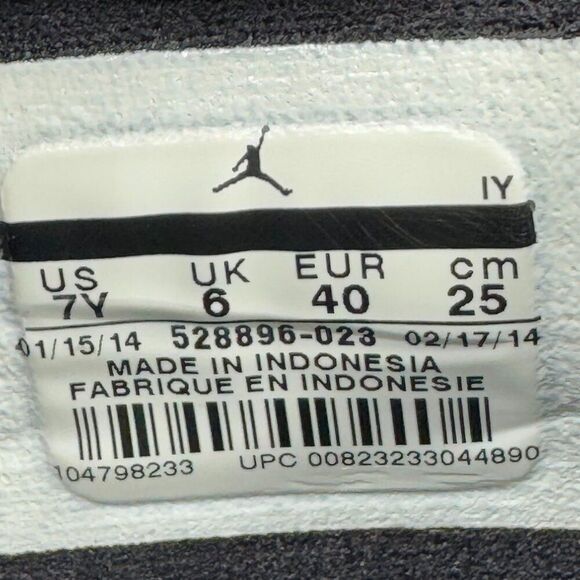 IY
US UK EUR cm
7Y 6 40 25
01/15/14 528896-023 02/17/14
MADE IN INDONESIA
FABRIQUE EN INDONESIE
104798233 UPC 00823233044890